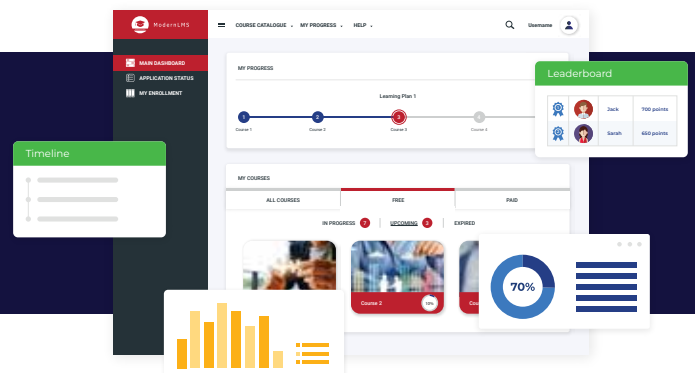 ModernLMS
COURSE CATALOGUE
MY PROGRESS
HELP
Username
MAIN DASHBOARD
APPLICATION STATUS
MY ENROLLMENT
MY PROGRESS
Learning Plan 1
1
2
3
4
Course 1
Course 2
Course 3
Course 4
Leaderboard
Jack
700 points
Sarah
650 points
Timeline
MY COURSES
ALL COURSES
FREE
PAID
IN PROGRESS 7
UPCOMING 3
EXPIRED
Course 2
10%
Cou
70%